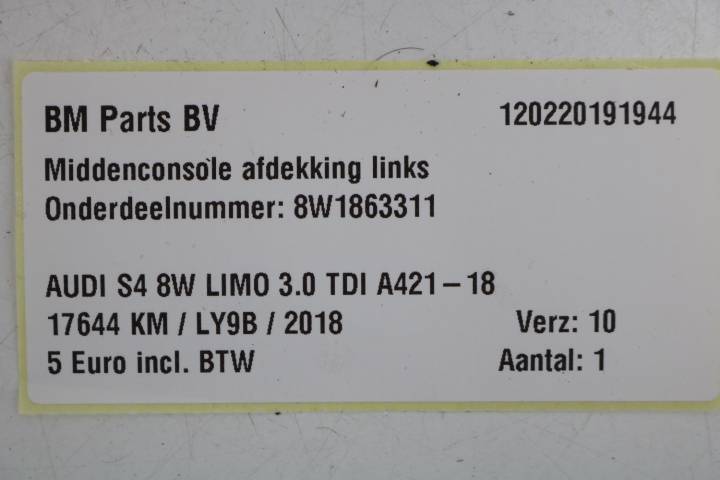 BM Parts BV 120220191944
Middenconsole afdekking links
Onderdeelnummer: 8W1863311
AUDI S4 8W LIMO 3.0 TDI A421-18
17644 KM / LY9B / 2018 Verz: 10
5 Euro incl. BTW Aantal: 1